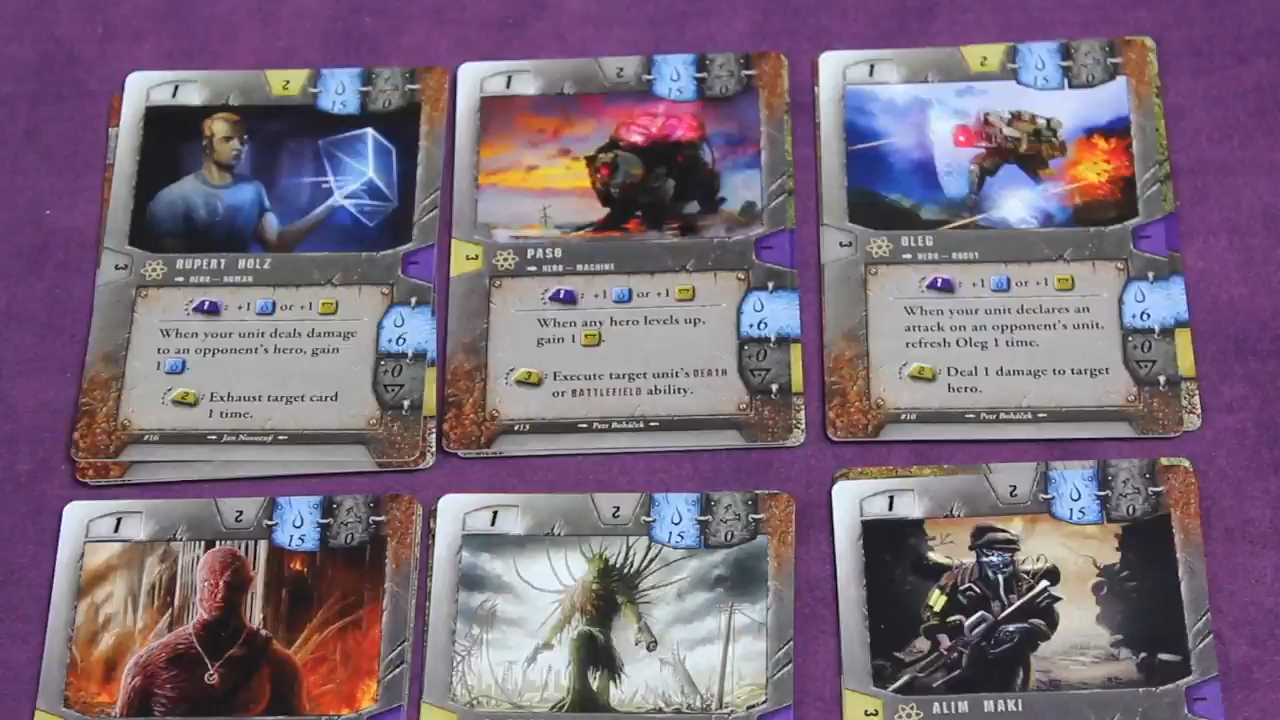 1 2 15 0
3
RUPERT HOLZ
HERO — HUMAN
1 : +1 or +1
When your unit deals damage
to an opponent's hero, gain
1 .
2 : Exhaust target card
1 time.
+6
+0
#16 Jan Novotný
1 2 15 0
3
PASO
HERO — MACHINE
1 : +1 or +1
When any hero levels up,
gain 1 .
3 : Execute target unit's DEATH
or BATTLEFIELD ability.
+6
+0
#13 Petr Boháček
1 2 15 0
3
OLEG
HERO — ROBOT
1 : +1 or +1
When your unit declares an
attack on an opponent's unit,
refresh Oleg 1 time.
2 : Deal 1 damage to target
hero.
+6
+0
#10 Petr Boháček
1 2 15 0
1 2 15 0
1 2 15 0
3
ALIM MAKI